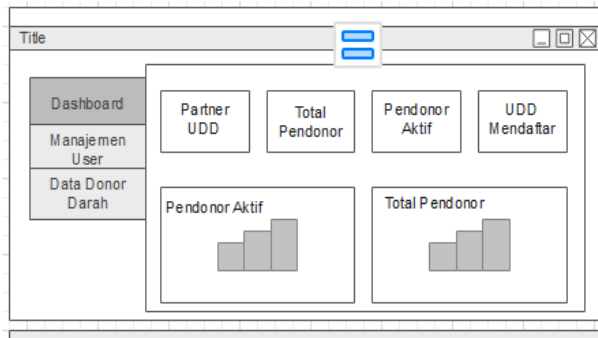 Title
Dashboard
Manajemen
User
Data Donor
Darah
Partner
UDD
Total
Pendonor
Pendonor
Aktif
UDD
Mendaftar
Pendonor Aktif
Total Pendonor